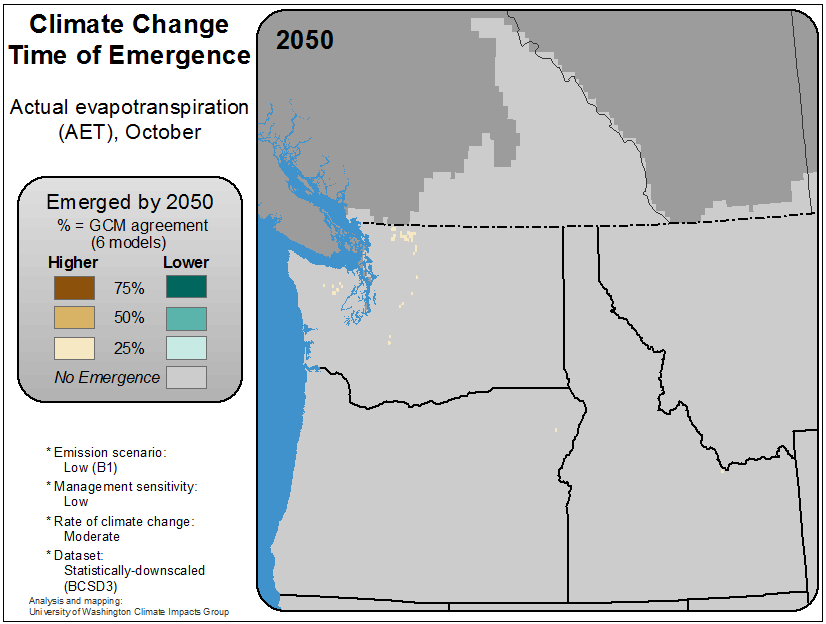 Climate Change
Time of Emergence
Actual evapotranspiration
(AET), October
Emerged by 2050
% = GCM agreement
(6 models)
Higher Lower
75%
50%
25%
No Emergence
* Emission scenario:
Low (B1)
* Management sensitivity:
Low
* Rate of climate change:
Moderate
* Dataset:
Statistically-downscaled
(BCSD3)
Analysis and mapping:
University of Washington Climate Impacts Group
2050